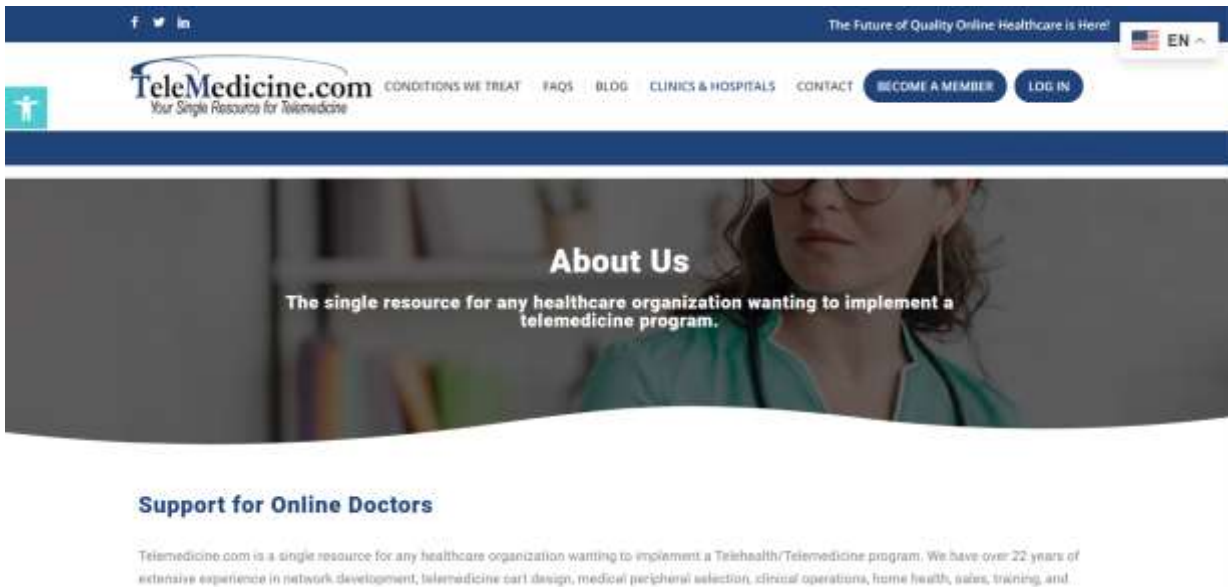 The Future of Quality Online Healthcare is Here!
EN
TeleMedicine.com
Your Single Resource for Telemedicine
CONDITIONS WE TREAT FAQS BLOG CLINICS & HOSPITALS CONTACT BECOME A MEMBER LOG IN
About Us
The single resource for any healthcare organization wanting to implement a
telemedicine program.
Support for Online Doctors
Telemedicine.com is a single resource for any healthcare organization wanting to implement a Telehealth/Telemedicine program. We have over 22 years of
extensive experience in network development, telemedicine cart design, medical peripheral selection, clinical operations, home health, sales, training, and